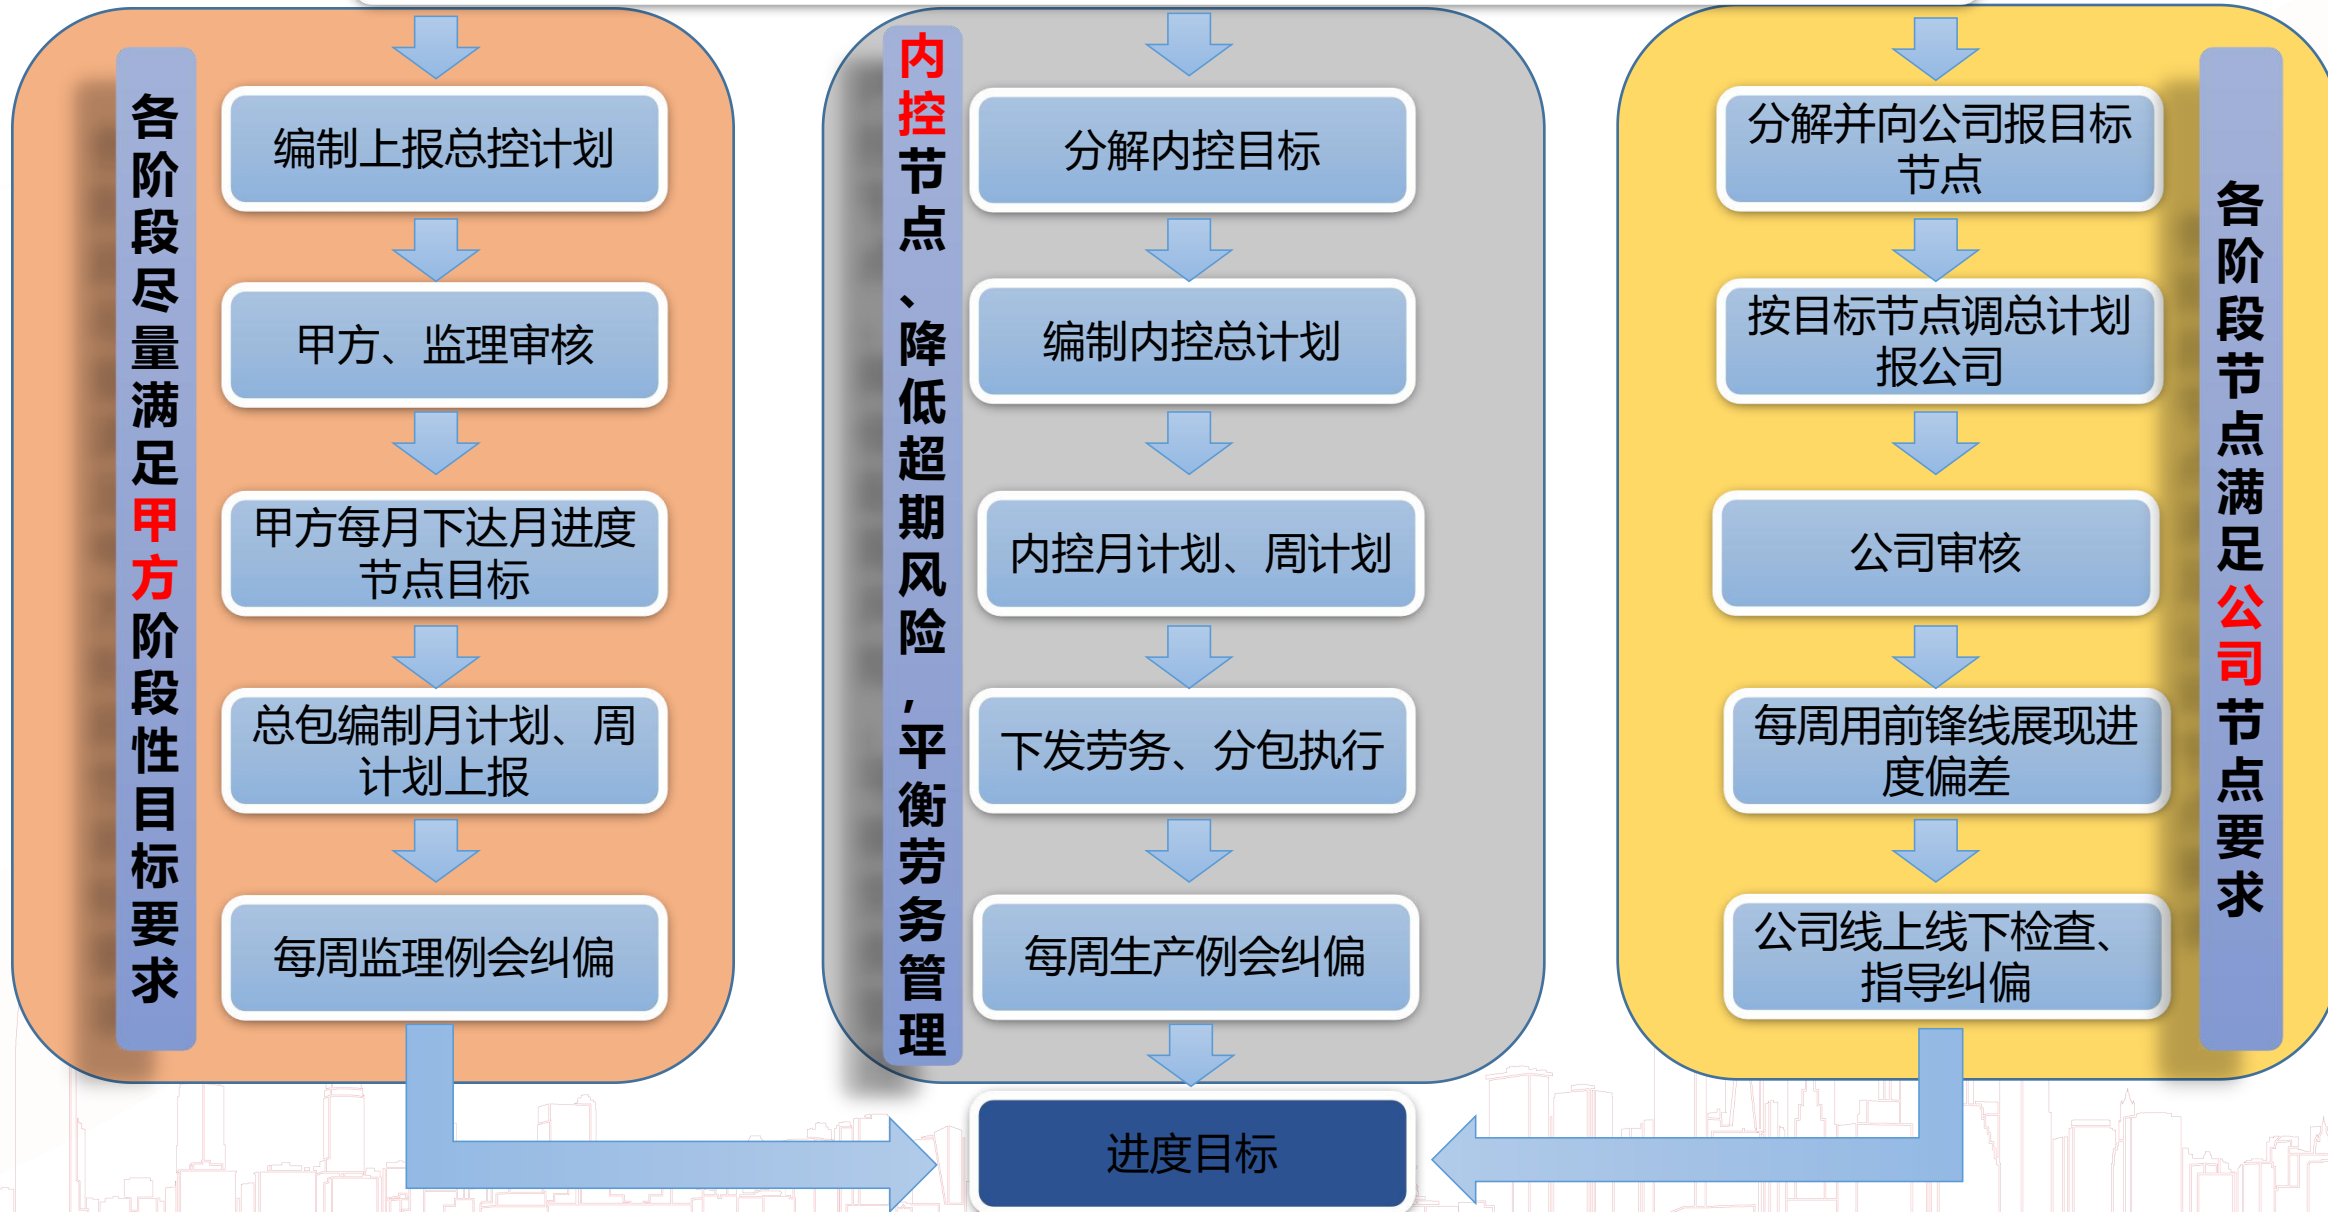 各阶段尽量满足甲方阶段性目标要求
编制上报总控计划
甲方、监理审核
甲方每月下达月进度
节点目标
总包编制月计划、周
计划上报
每周监理例会纠偏
内控节点、降低超期风险,平衡劳务管理
分解内控目标
编制内控总计划
内控月计划、周计划
下发劳务、分包执行
每周生产例会纠偏
分解并向公司报目标
节点
按目标节点调总计划
报公司
公司审核
每周用前锋线展现进
度偏差
公司线上线下检查、
指导纠偏
各阶段节点满足公司节点要求
进度目标